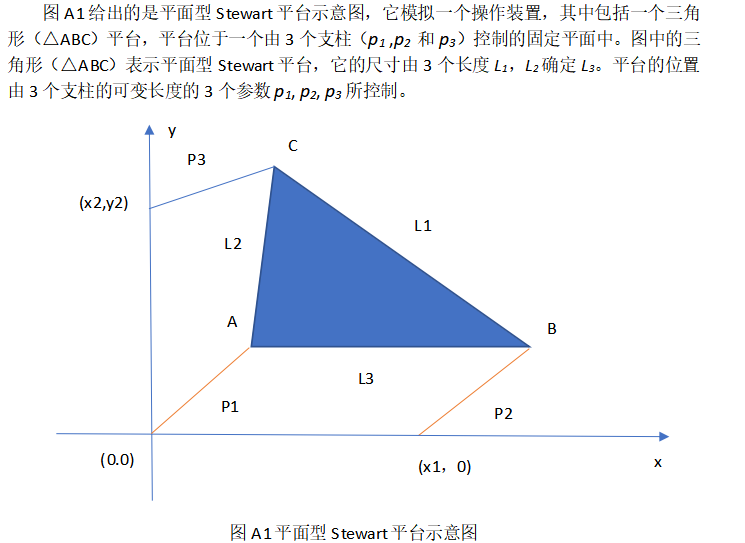 图 A1 给出的是平面型 Stewart 平台示意图，它模拟一个操作装置，其中包括一个三角
形（△ABC）平台，平台位于一个由 3 个支柱（p1 ,p2 和 p3）控制的固定平面中。图中的三
角形（△ABC）表示平面型 Stewart 平台，它的尺寸由 3 个长度 L1，L2 确定 L3。平台的位置
由 3 个支柱的可变长度的 3 个参数 p1, p2, p3 所控制。
y
C
P3
(x2,y2)
L1
L2
A
B
L3
P1
P2
(0.0)
(x1，0)
x
图 A1 平面型 Stewart 平台示意图